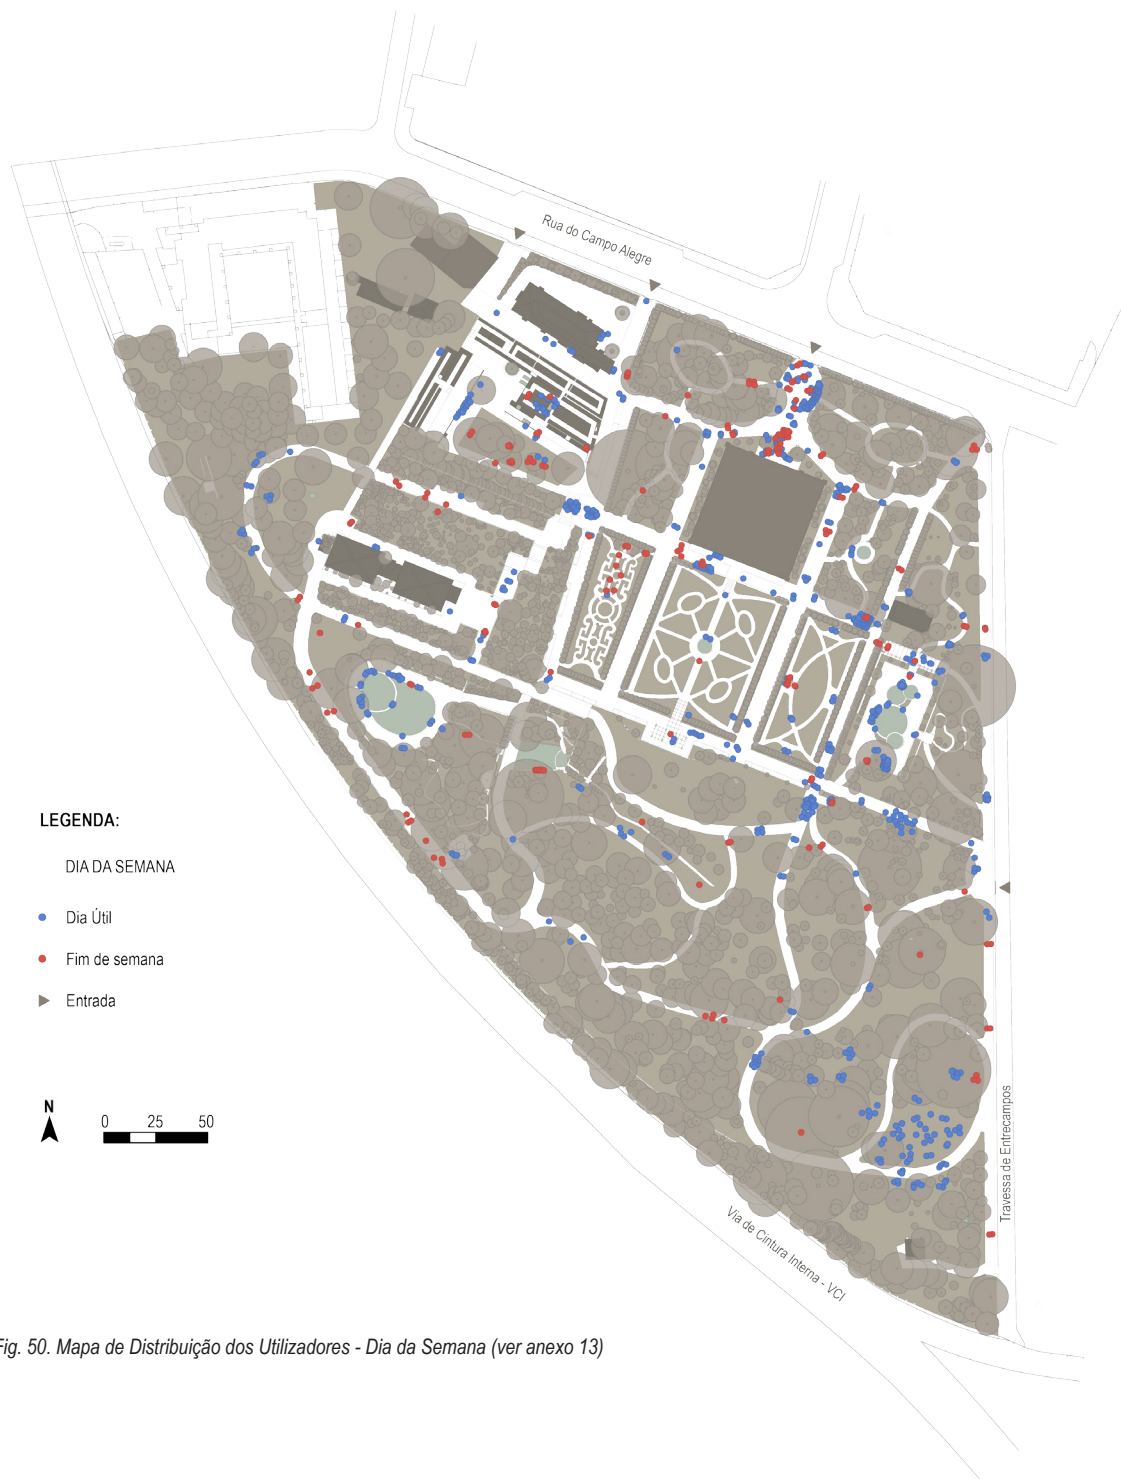 Rua do Campo Alegre
LEGENDA:
DIA DA SEMANA
Dia Útil
Fim de semana
Entrada
N
0 25 50
Travessa de Entrecampos
Via de Cintura Interna - VCI
Fig. 50. Mapa de Distribuição dos Utilizadores - Dia da Semana (ver anexo 13)